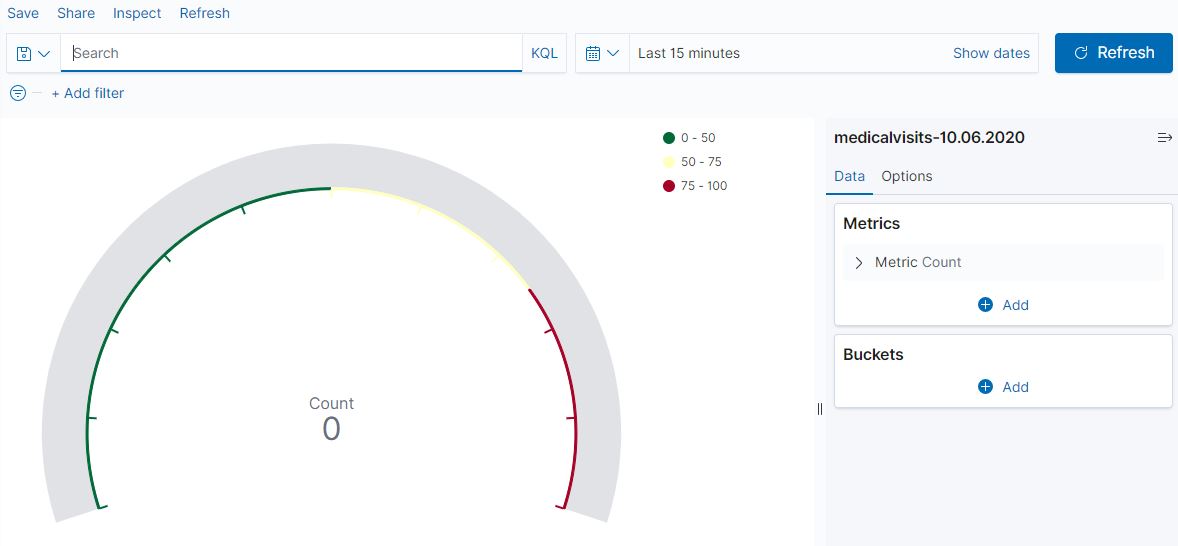 Save Share Inspect Refresh
Search KQL Last 15 minutes Show dates Refresh
+ Add filter
0 - 50
50 - 75
75 - 100
Count
0
medicalvisits-10.06.2020
Data Options
Metrics
Metric Count
Add
Buckets
Add